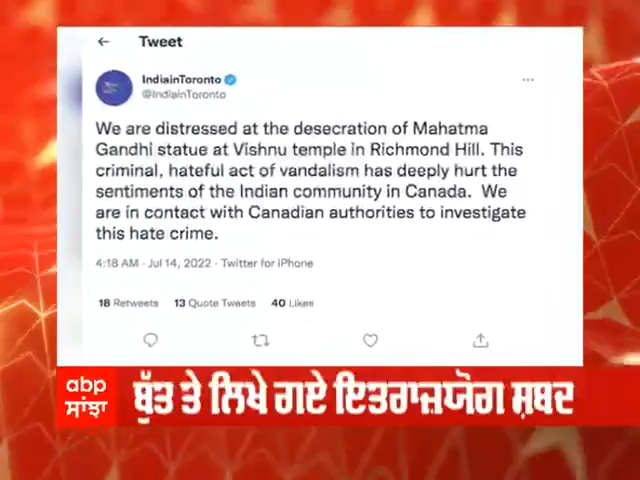 Tweet
IndiainToronto
@IndiainToronto
We are distressed at the desecration of Mahatma
Gandhi statue at Vishnu temple in Richmond Hill. This
criminal, hateful act of vandalism has deeply hurt the
sentiments of the Indian community in Canada. We
are in contact with Canadian authorities to investigate
this hate crime.
4:18 AM · Jul 14, 2022 · Twitter for iPhone
18 Retweets 13 Quote Tweets 40 Likes
abp
ਸਾਂਝਾ
ਬੁੱਤ ਤੇ ਲਿਖੇ ਗਏ ਇਤਰਾਜ਼ਯੋਗ ਸ਼ਬਦ